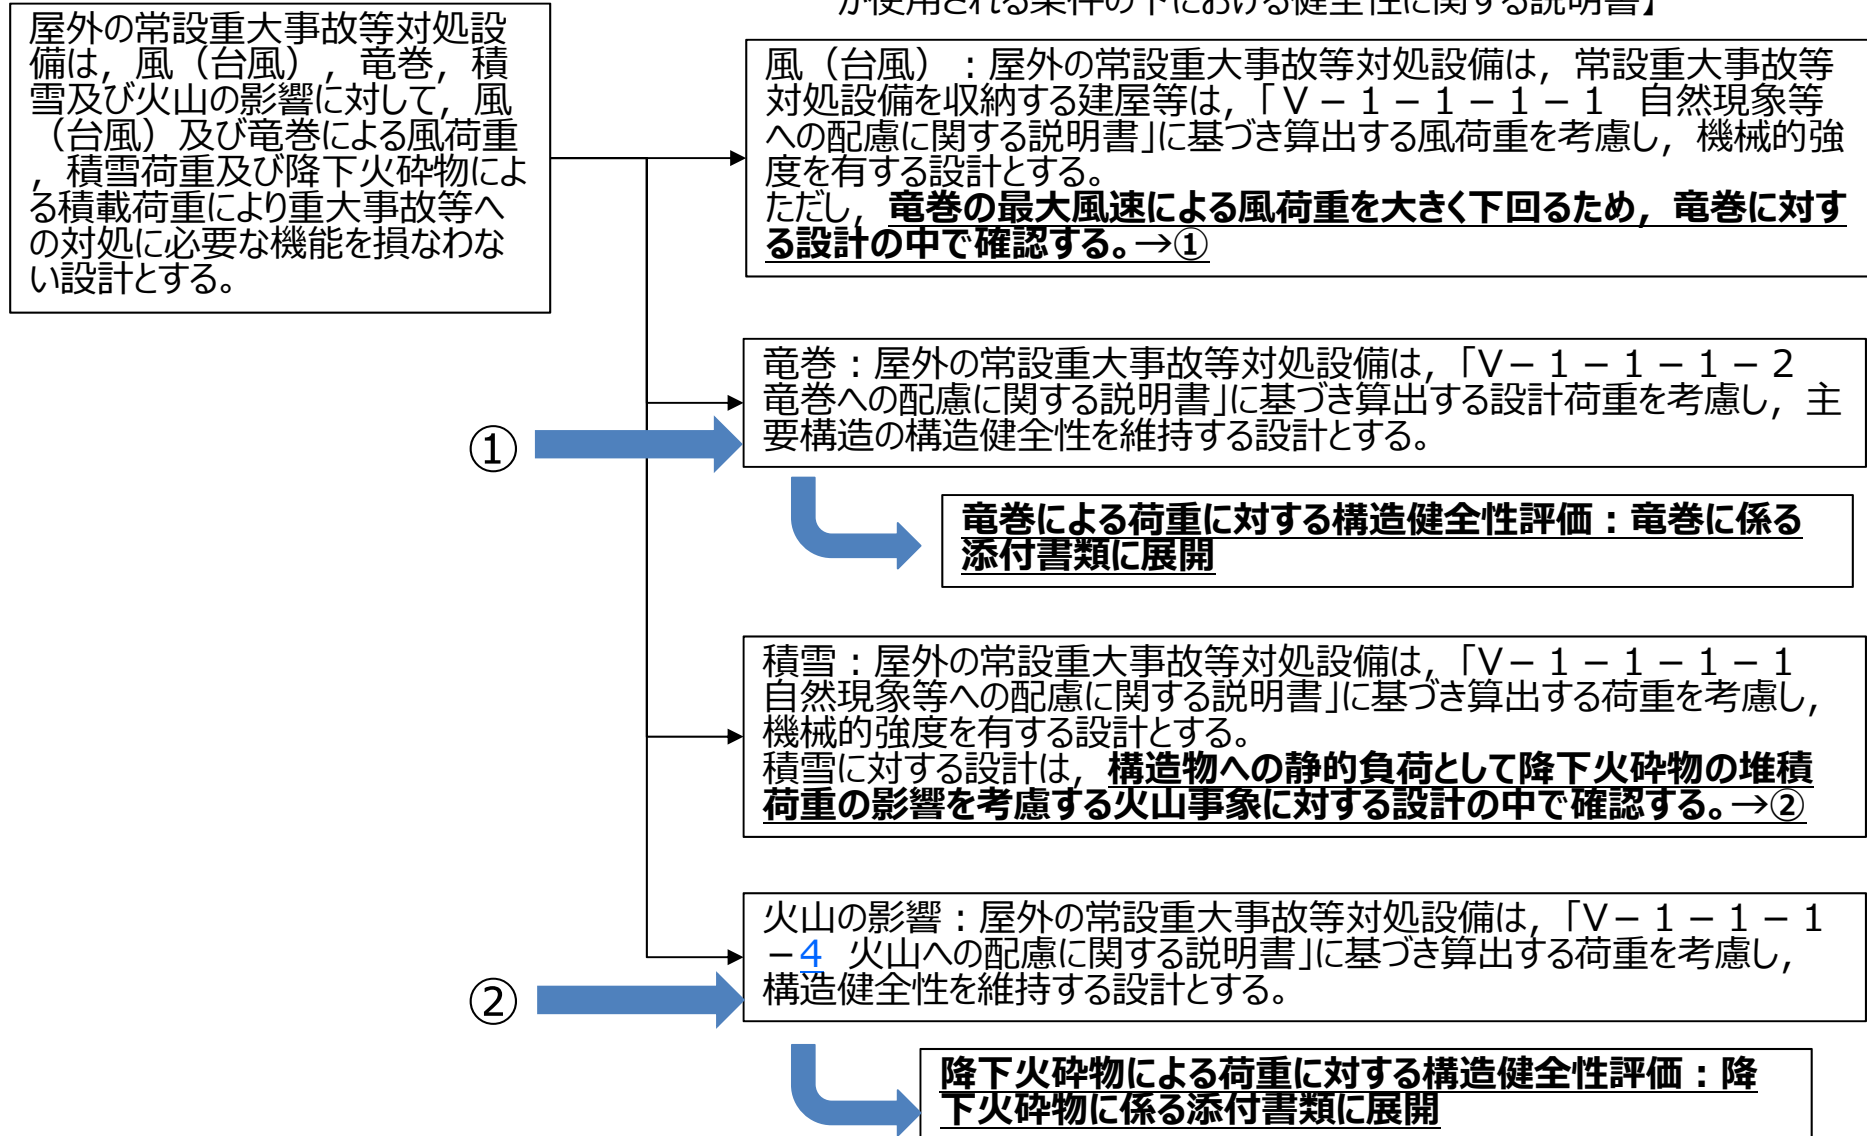 が使用される条件の下における健全性に関する説明書】
屋外の常設重大事故等対処設
備は，風（台風），竜巻，積
雪及び火山の影響に対して，風
（台風）及び竜巻による風荷重
，積雪荷重及び降下火砕物によ
る積載荷重により重大事故等へ
の対処に必要な機能を損なわな
い設計とする。
風（台風）：屋外の常設重大事故等対処設備は，常設重大事故等
対処設備を収納する建屋等は，「Ⅴ－１－１－１－１　自然現象等
への配慮に関する説明書」に基づき算出する風荷重を考慮し，機械的強
度を有する設計とする。
ただし，竜巻の最大風速による風荷重を大きく下回るため，竜巻に対す
る設計の中で確認する。→①
竜巻：屋外の常設重大事故等対処設備は，「Ⅴ－１－１－１－２
竜巻への配慮に関する説明書」に基づき算出する設計荷重を考慮し，主
要構造の構造健全性を維持する設計とする。
①
竜巻による荷重に対する構造健全性評価：竜巻に係る
添付書類に展開
積雪：屋外の常設重大事故等対処設備は，「Ⅴ－１－１－１－１
自然現象等への配慮に関する説明書」に基づき算出する荷重を考慮し，
機械的強度を有する設計とする。
積雪に対する設計は，構造物への静的負荷として降下火砕物の堆積
荷重の影響を考慮する火山事象に対する設計の中で確認する。→②
火山の影響：屋外の常設重大事故等対処設備は，「Ⅴ－１－１－１
－４　火山への配慮に関する説明書」に基づき算出する荷重を考慮し，
構造健全性を維持する設計とする。
②
降下火砕物による荷重に対する構造健全性評価：降
下火砕物に係る添付書類に展開